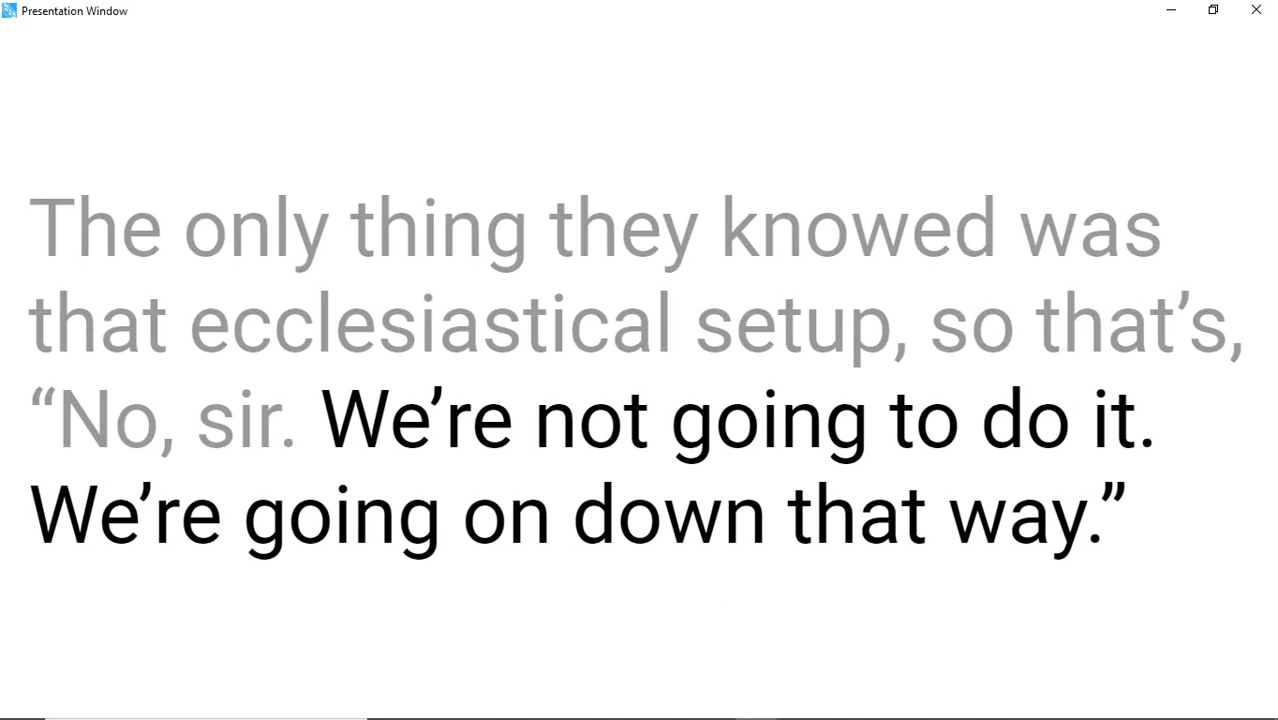 Presentation Window
The only thing they knowed was
that ecclesiastical setup, so that’s,
“No, sir. We’re not going to do it.
We’re going on down that way.”